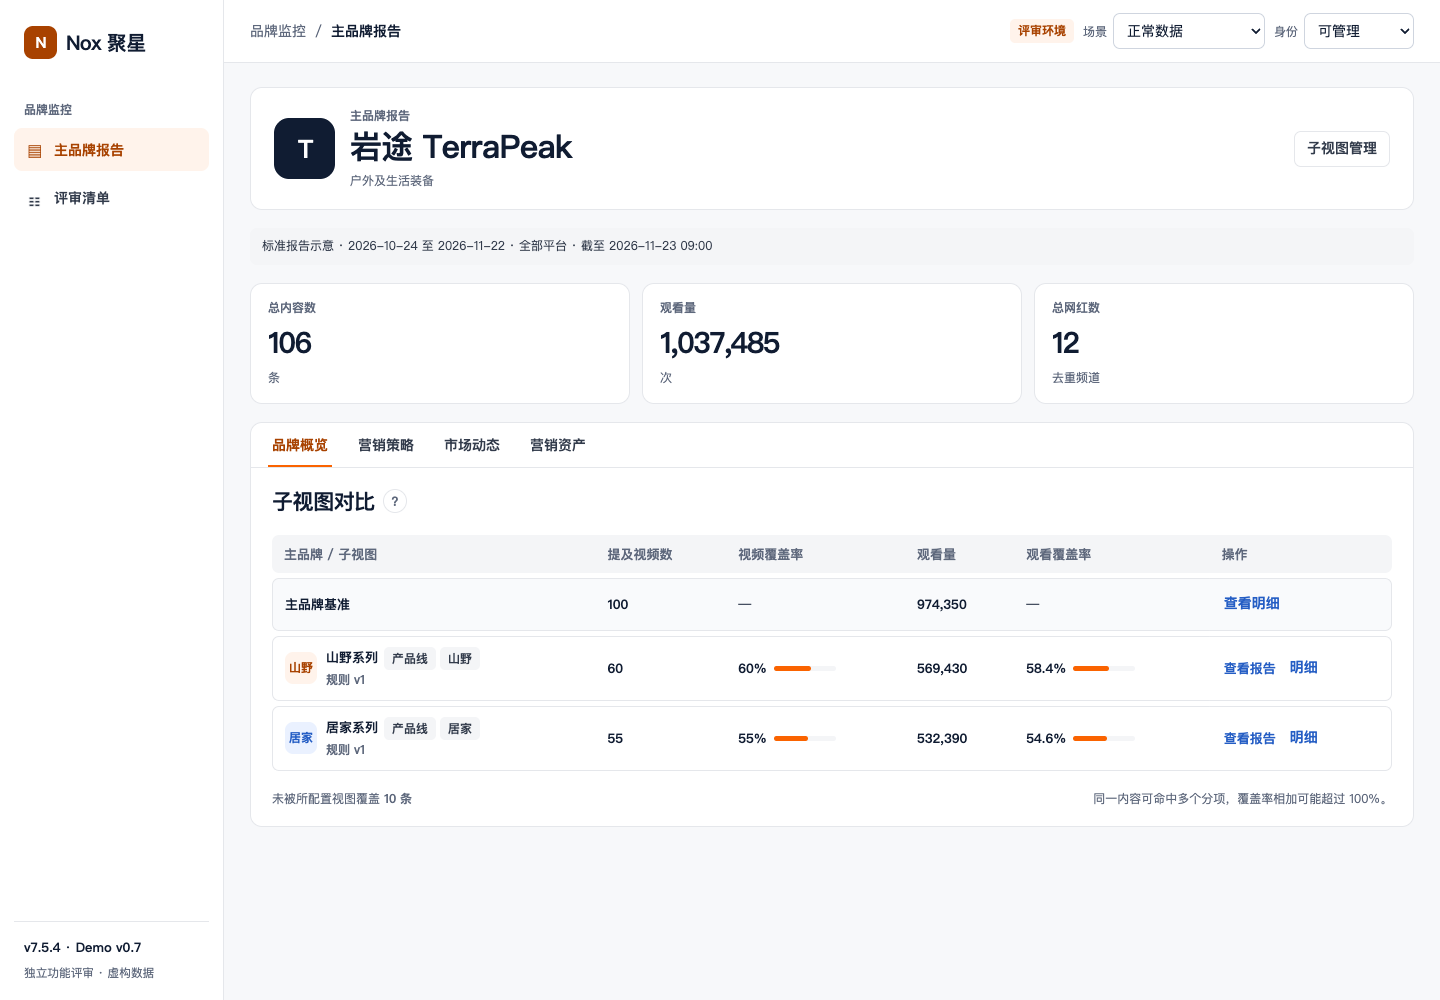 N Nox 聚星
品牌监控
主品牌报告
评审清单
v7.5.4 · Demo v0.7
独立功能评审 · 虚构数据
品牌监控 / 主品牌报告
评审环境 场景 正常数据 身份 可管理
T
主品牌报告
岩途 TerraPeak
户外及生活装备
子视图管理
标准报告示意 · 2026-10-24 至 2026-11-22 · 全部平台 · 截至 2026-11-23 09:00
总内容数
106
条
观看量
1,037,485
次
总网红数
12
去重频道
品牌概览 营销策略 市场动态 营销资产
子视图对比 ?
主品牌 / 子视图 提及视频数 视频覆盖率 观看量 观看覆盖率 操作
主品牌基准 100 — 974,350 — 查看明细
山野 山野系列 产品线 山野 60 60% 569,430 58.4% 查看报告 明细
规则 v1
居家 居家系列 产品线 居家 55 55% 532,390 54.6% 查看报告 明细
规则 v1
未被所配置视图覆盖 10 条
同一内容可命中多个分项，覆盖率相加可能超过 100%。